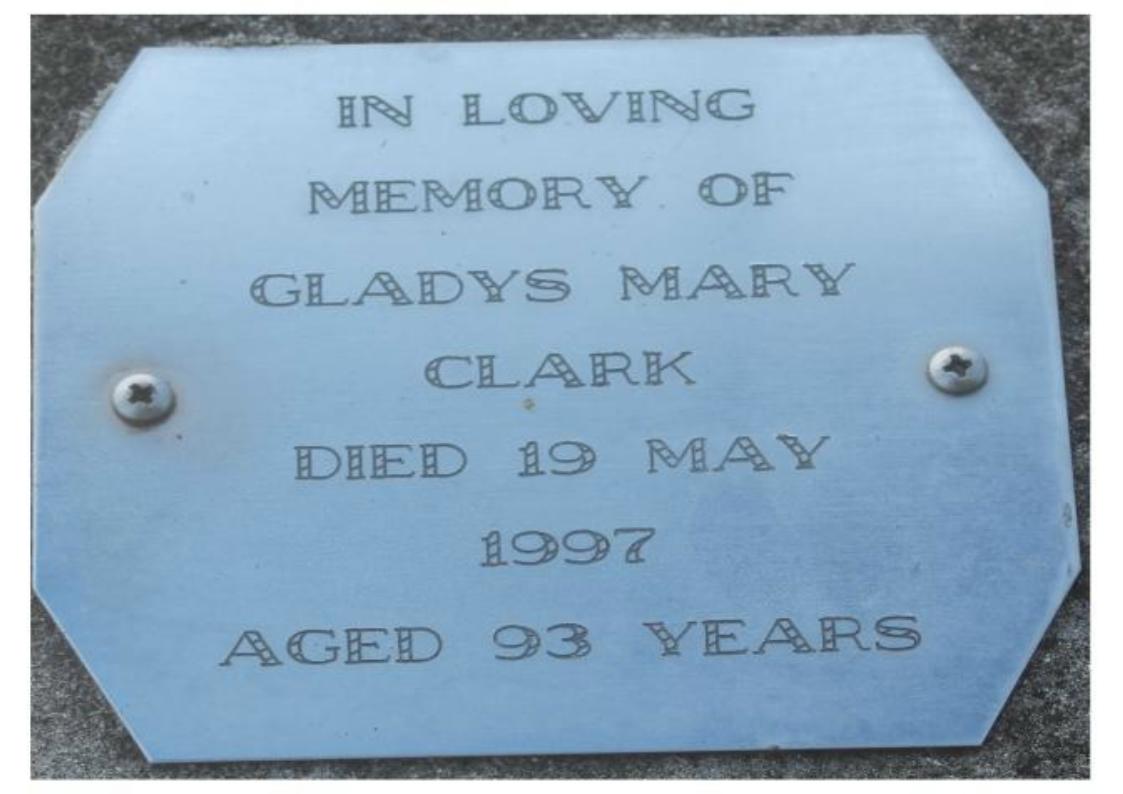 IN LOVING
MEMORY OF
GLADYS MARY
CLARK
DIED 19 MAY
1997
AGED 93 YEARS